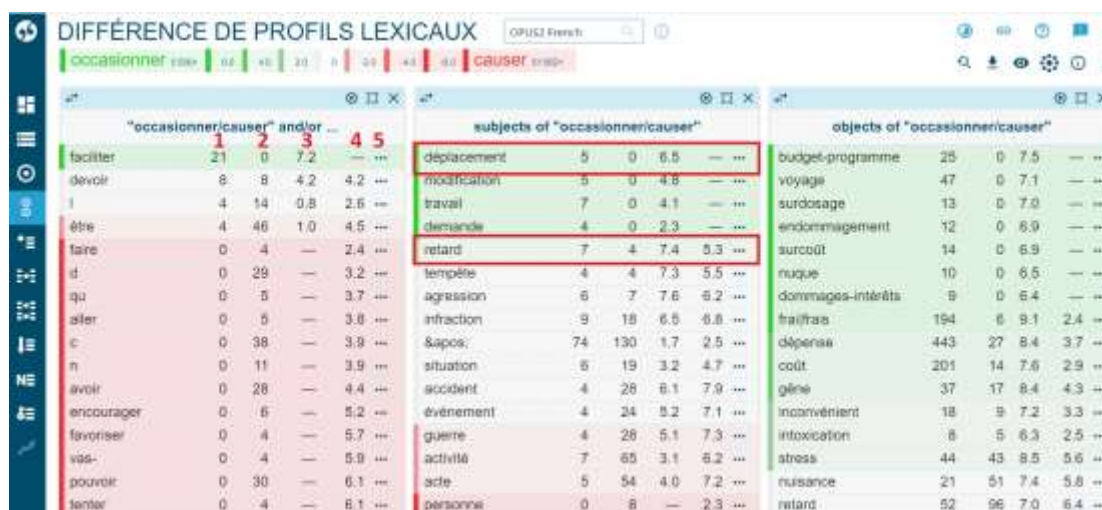 DIFFÉRENCE DE PROFILS LEXICAUX
OPUS2 French
occasionner 6.0 4.0 2.0 0 causer
"occasionner/causer" and/or ...
1 2 3 4 5
faciliter 21 0 7.2 — ...
devoir 8 8 4.2 4.2 ...
l 4 14 0.8 2.6 ...
être 4 46 1.0 4.5 ...
faire 0 4 — 2.4 ...
d 0 29 — 3.2 ...
qu 0 5 — 3.7 ...
aller 0 5 — 3.8 ...
c 0 38 — 3.9 ...
n 0 11 — 3.9 ...
avoir 0 28 — 4.4 ...
encourager 0 6 — 5.2 ...
favoriser 0 4 — 5.7 ...
vas- 0 4 — 5.9 ...
pouvoir 0 30 — 6.1 ...
tenter 0 4 — 6.1 ...
subjects of "occasionner/causer"
déplacement 5 0 6.5 — ...
modification 5 0 4.8 — ...
travail 7 0 4.1 — ...
demande 4 0 2.3 — ...
retard 7 4 7.4 5.3 ...
tempête 4 4 7.3 5.5 ...
agression 6 7 7.6 6.2 ...
infraction 9 18 6.5 6.8 ...
&apos; 74 130 1.7 2.5 ...
situation 6 19 3.2 4.7 ...
accident 4 28 6.1 7.9 ...
événement 4 24 5.2 7.1 ...
guerre 4 28 5.1 7.3 ...
activité 7 65 3.1 6.2 ...
acte 5 54 4.0 7.2 ...
personne 0 8 — 2.3 ...
objects of "occasionner/causer"
budget-programme 25 0 7.5 —
voyage 47 0 7.1 —
surdosage 13 0 7.0 —
endommagement 12 0 6.9 —
surcoût 14 0 6.9 —
nuque 10 0 6.5 —
dommages-intérêts 9 0 6.4 —
frai/frais 194 6 9.1 2.4
dépense 443 27 8.4 3.7
coût 201 14 7.6 2.9
gêne 37 17 8.4 4.3
inconvénient 18 9 7.2 3.3
intoxication 8 5 6.3 2.5
stress 44 43 8.5 5.6
nuisance 21 51 7.4 5.8
retard 52 96 7.0 6.4